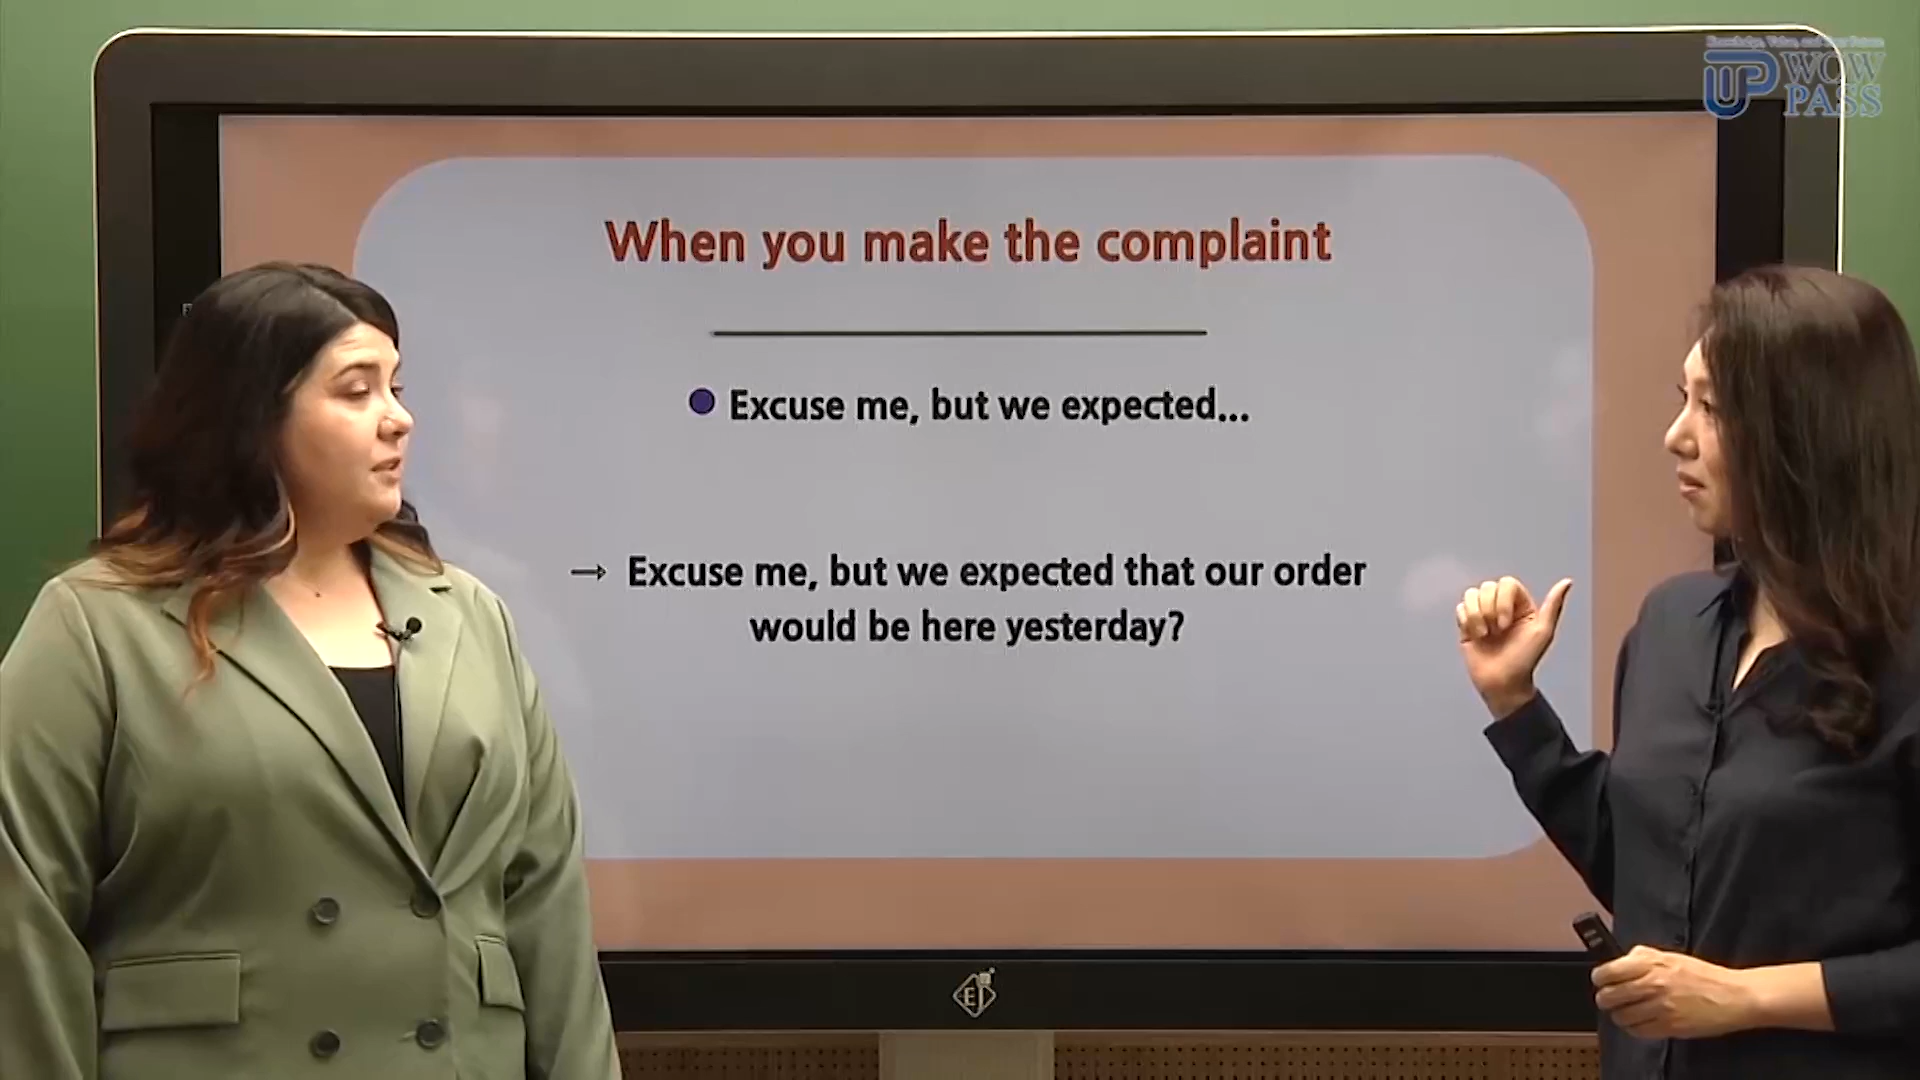 WOW
UP PASS
When you make the complaint
Excuse me, but we expected...
→ Excuse me, but we expected that our order
would be here yesterday?